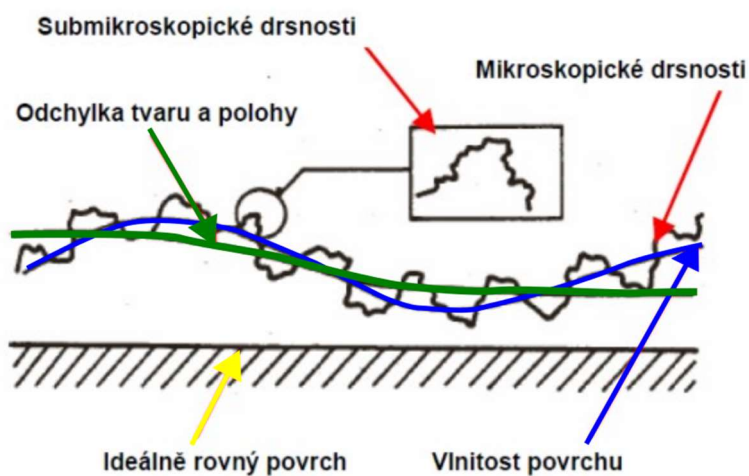 Submikroskopické drsnosti
Mikroskopické drsnosti
Odchylka tvaru a polohy
Ideálně rovný povrch
Vlnitost povrchu